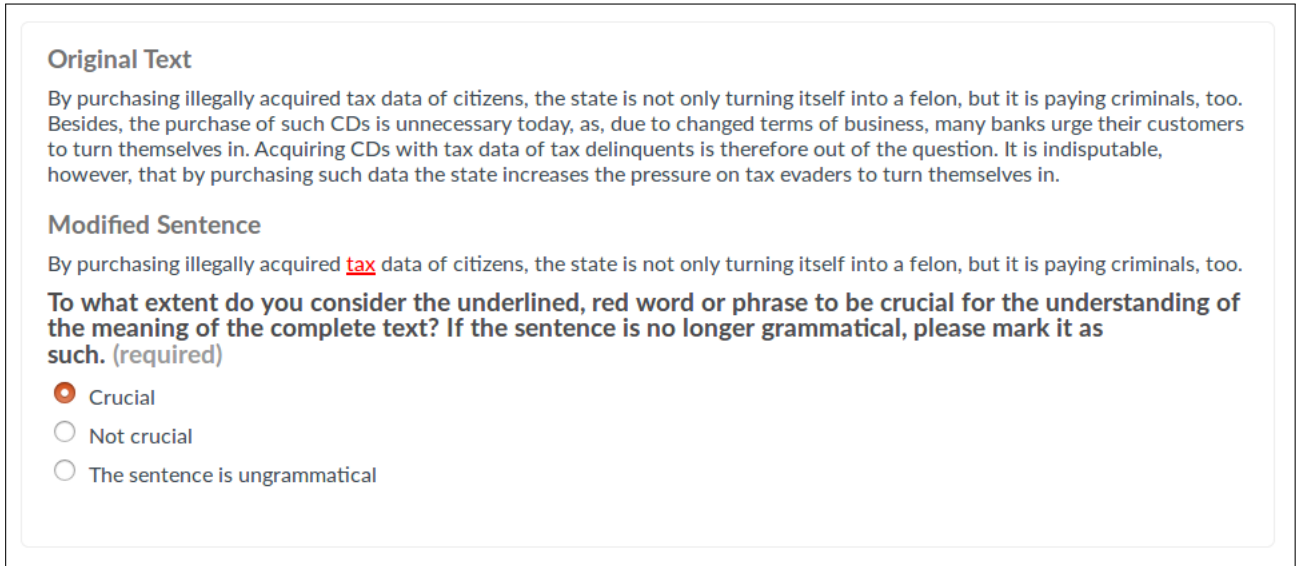 Original Text
By purchasing illegally acquired tax data of citizens, the state is not only turning itself into a felon, but it is paying criminals, too.
Besides, the purchase of such CDs is unnecessary today, as, due to changed terms of business, many banks urge their customers
to turn themselves in. Acquiring CDs with tax data of tax delinquents is therefore out of the question. It is indisputable,
however, that by purchasing such data the state increases the pressure on tax evaders to turn themselves in.
Modified Sentence
By purchasing illegally acquired tax data of citizens, the state is not only turning itself into a felon, but it is paying criminals, too.
To what extent do you consider the underlined, red word or phrase to be crucial for the understanding of
the meaning of the complete text? If the sentence is no longer grammatical, please mark it as
such. (required)
Crucial
Not crucial
The sentence is ungrammatical